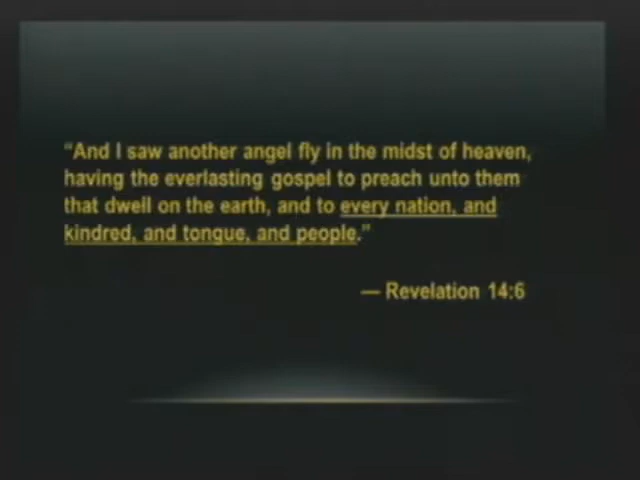 “And I saw another angel fly in the midst of heaven,
having the everlasting gospel to preach unto them
that dwell on the earth, and to every nation, and
kindred, and tongue, and people.”
— Revelation 14:6